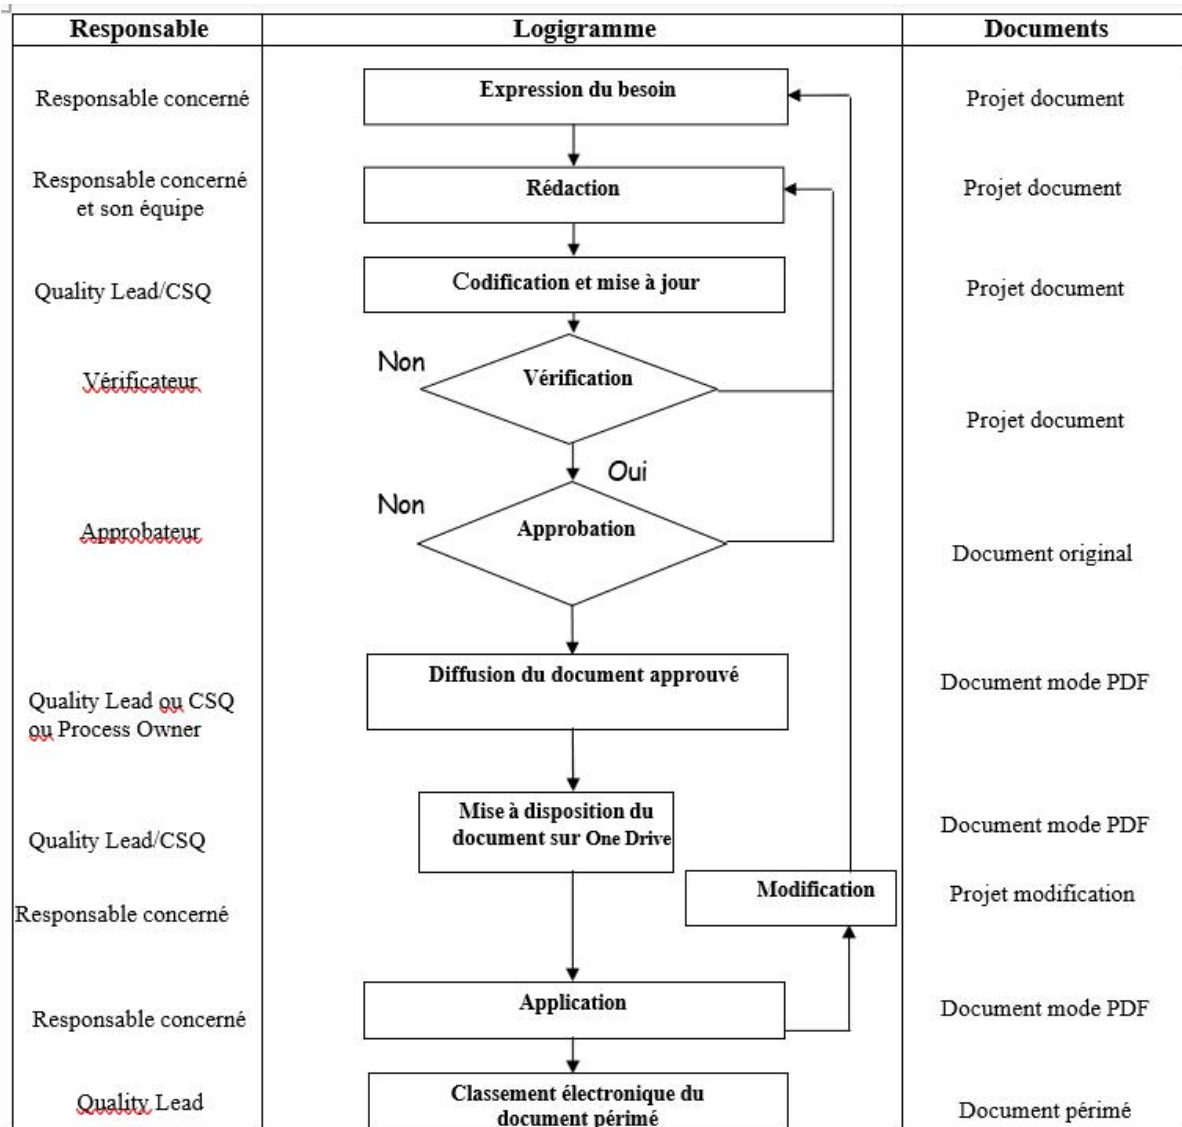 Responsable Logigramme Documents
Responsable concerné Expression du besoin Projet document
Responsable concerné
et son équipe
Rédaction
Projet document
Quality Lead/CSQ
Codification et mise à jour
Projet document
Non
Vérificateur
Vérification
Projet document
Oui
Non
Approbateur
Approbation
Document original
Quality Lead ou CSQ
ou Process Owner
Diffusion du document approuvé
Document mode PDF
Quality Lead/CSQ
Mise à disposition du
document sur One Drive
Document mode PDF
Responsable concerné
Modification
Projet modification
Responsable concerné
Application
Document mode PDF
Quality Lead
Classement électronique du
document périmé
Document périmé